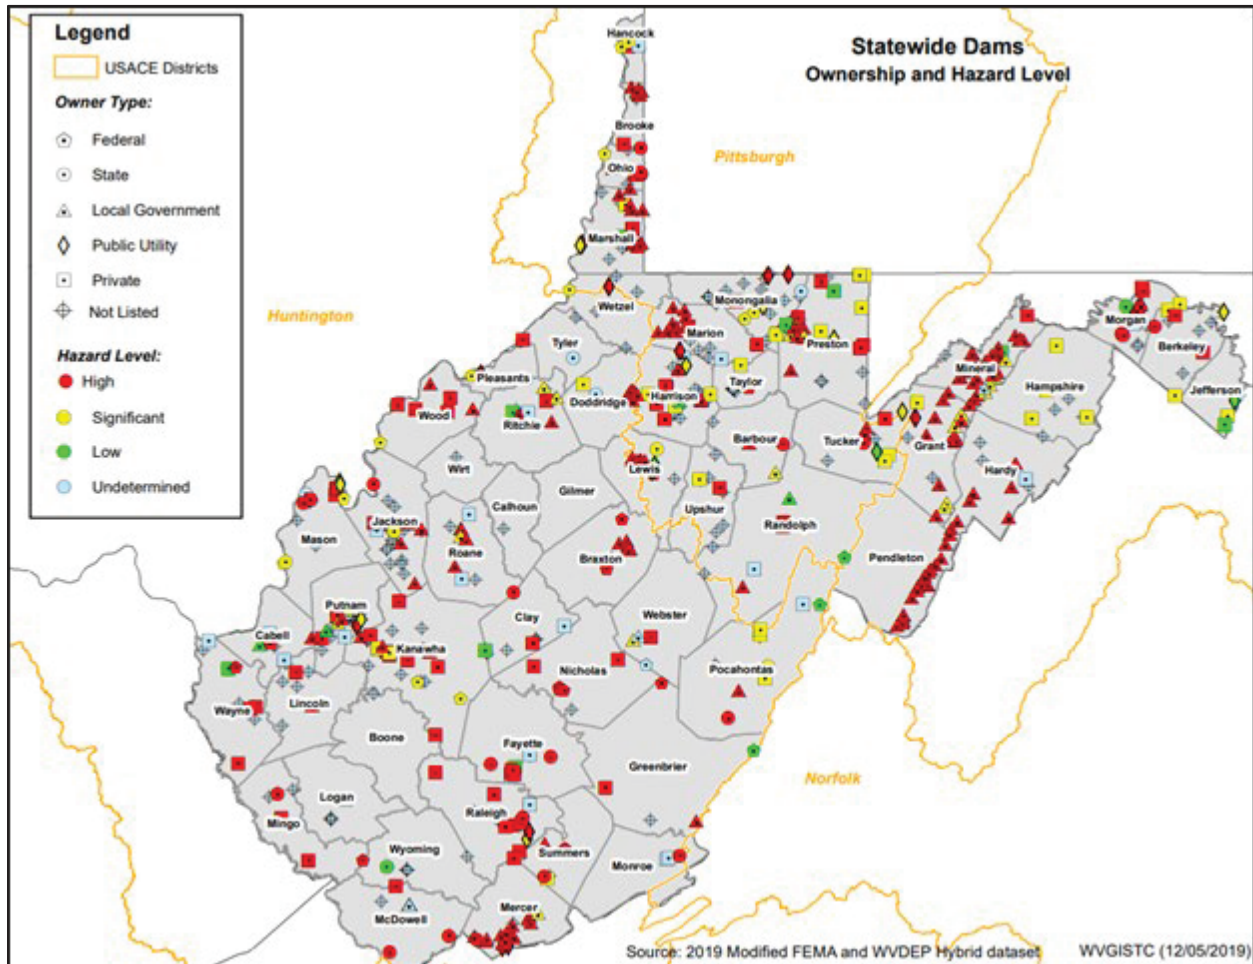 Legend
USACE Districts
Owner Type:
Federal
State
Local Government
Public Utility
Private
Not Listed
Hazard Level:
High
Significant
Low
Undetermined
Statewide Dams
Ownership and Hazard Level
Pittsburgh
Huntington
Norfolk
Hancock
Brooke
Ohio
Marshall
Wetzel
Monongalia
Marion
Preston
Morgan
Berkeley
Jefferson
Mineral
Hampshire
Tyler
Pleasants
Doddridge
Harrison
Taylor
Wood
Ritchie
Barbour
Tucker
Grant
Hardy
Wirt
Lewis
Gilmer
Calhoun
Upshur
Randolph
Mason
Jackson
Roane
Braxton
Pendleton
Putnam
Cabell
Kanawha
Clay
Webster
Nicholas
Pocahontas
Wayne
Lincoln
Boone
Fayette
Greenbrier
Logan
Mingo
Raleigh
Wyoming
Summers
Monroe
McDowell
Mercer
Source: 2019 Modified FEMA and WVDEP Hybrid dataset
WVGISTC (12/05/2019)